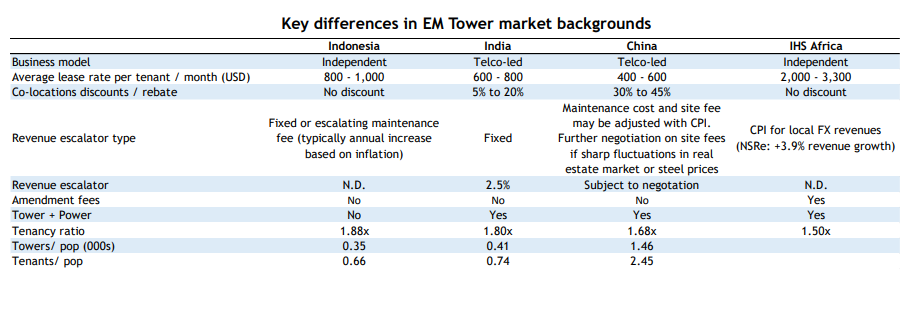 Key differences in EM Tower market backgrounds
Indonesia India China IHS Africa
Business model Independent Telco-led Telco-led Independent
Average lease rate per tenant / month (USD) 800 - 1,000 600 - 800 400 - 600 2,000 - 3,300
Co-locations discounts / rebate No discount 5% to 20% 30% to 45% No discount
Revenue escalator type
Fixed or escalating maintenance
fee (typically annual increase
based on inflation)
Fixed
Maintenance cost and site fee
may be adjusted with CPI.
Further negotiation on site fees
if sharp fluctuations in real
estate market or steel prices
CPI for local FX revenues
(NSRe: +3.9% revenue growth)
Revenue escalator N.D. 2.5% Subject to negotation N.D.
Amendment fees No No No Yes
Tower + Power No Yes Yes Yes
Tenancy ratio 1.88x 1.80x 1.68x 1.50x
Towers/ pop (000s) 0.35 0.41 1.46
Tenants/ pop 0.66 0.74 2.45